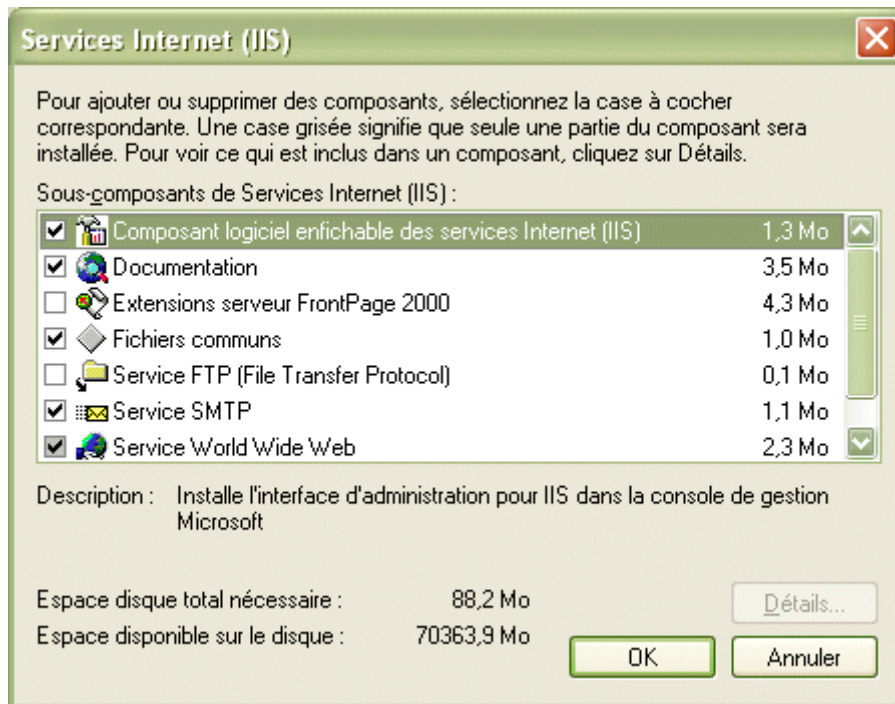 Services Internet (IIS)
Pour ajouter ou supprimer des composants, sélectionnez la case à cocher
correspondante. Une case grisée signifie que seule une partie du composant sera
installée. Pour voir ce qui est inclus dans un composant, cliquez sur Détails.
Sous-composants de Services Internet (IIS) :
Composant logiciel enfichable des services Internet (IIS) 1,3 Mo
Documentation 3,5 Mo
Extensions serveur FrontPage 2000 4,3 Mo
Fichiers communs 1,0 Mo
Service FTP (File Transfer Protocol) 0,1 Mo
Service SMTP 1,1 Mo
Service World Wide Web 2,3 Mo
Description : Installe l'interface d'administration pour IIS dans la console de gestion
Microsoft
Espace disque total nécessaire : 88,2 Mo
Détails...
Espace disponible sur le disque : 70363,9 Mo
OK Annuler